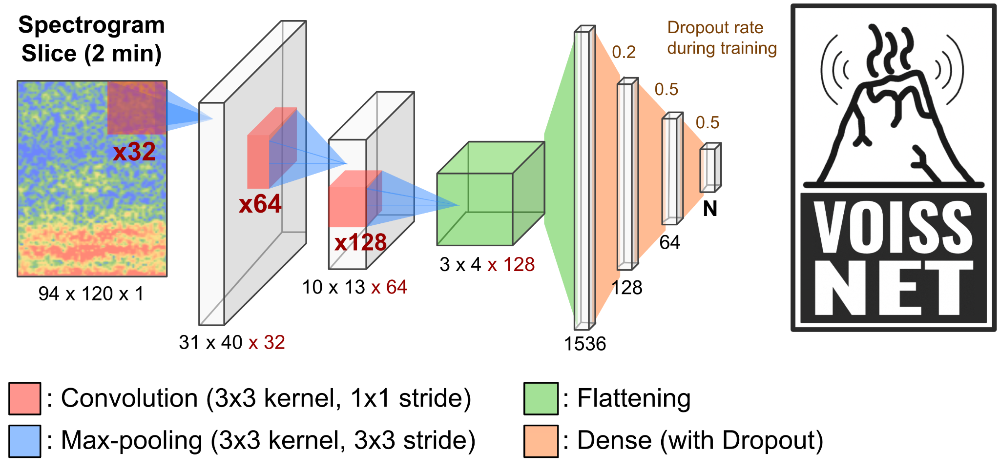 Spectrogram
Slice (2 min)
x32
94 x 120 x 1
x64
31 x 40 x 32
x128
10 x 13 x 64
3 x 4 x 128
1536
0.2
128
0.5
64
0.5
N
Dropout rate
during training
VOISS
NET
: Convolution (3x3 kernel, 1x1 stride)
: Max-pooling (3x3 kernel, 3x3 stride)
: Flattening
: Dense (with Dropout)